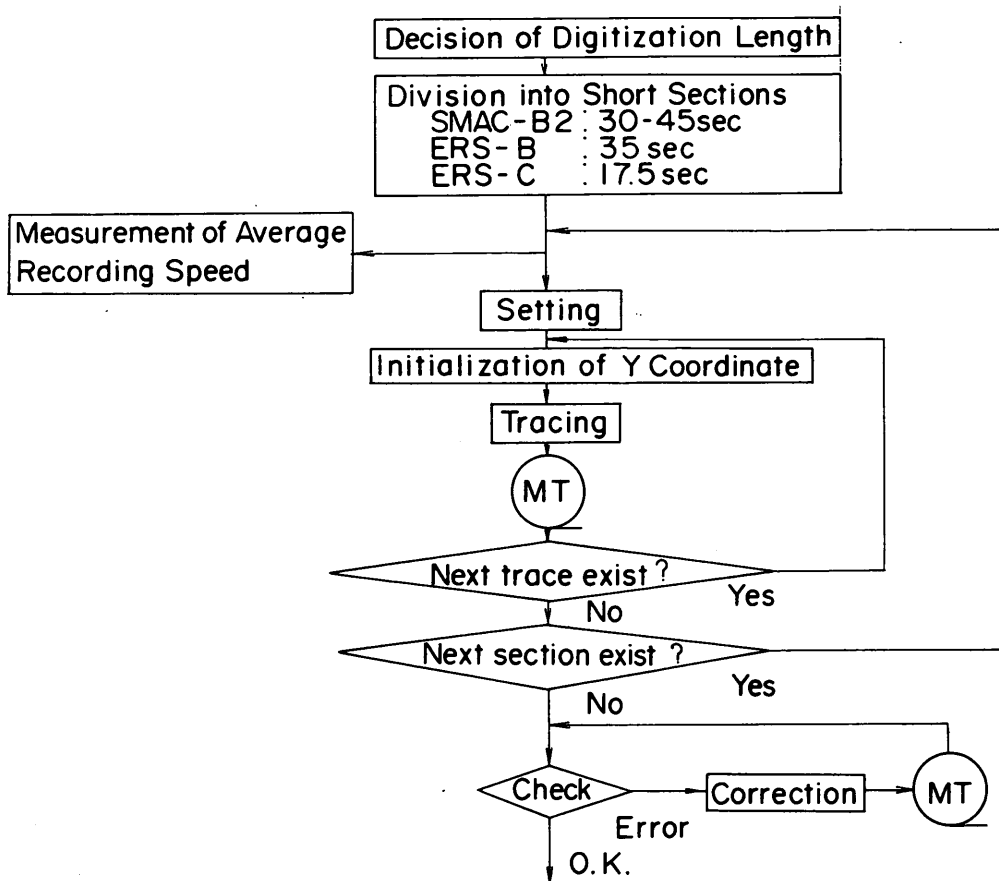 Decision of Digitization Length
Division into Short Sections
SMAC-B2 : 30-45sec
ERS-B : 35 sec
ERS-C : 17.5 sec
Measurement of Average
Recording Speed
Setting
Initialization of Y Coordinate
Tracing
MT
Next trace exist ?
Yes
No
Next section exist ?
Yes
No
Check
Correction
MT
Error
O.K.